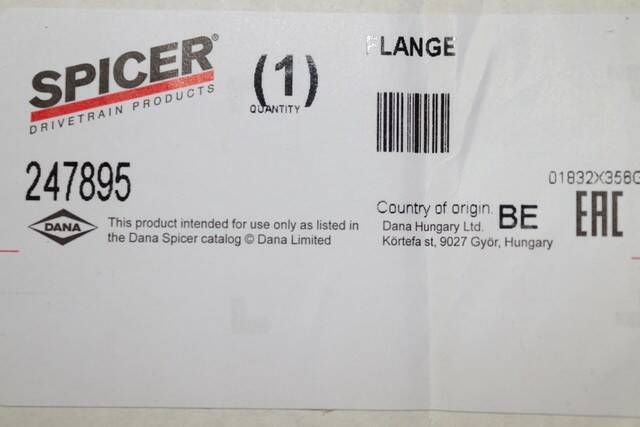 SPICER®
DRIVETRAIN PRODUCTS
(1)
QUANTITY
FLANGE
247895
01832X356G
DANA
This product intended for use only as listed in
the Dana Spicer catalog © Dana Limited
Country of origin: BE
Dana Hungary Ltd.
Körtefa st, 9027 Györ, Hungary
EAC